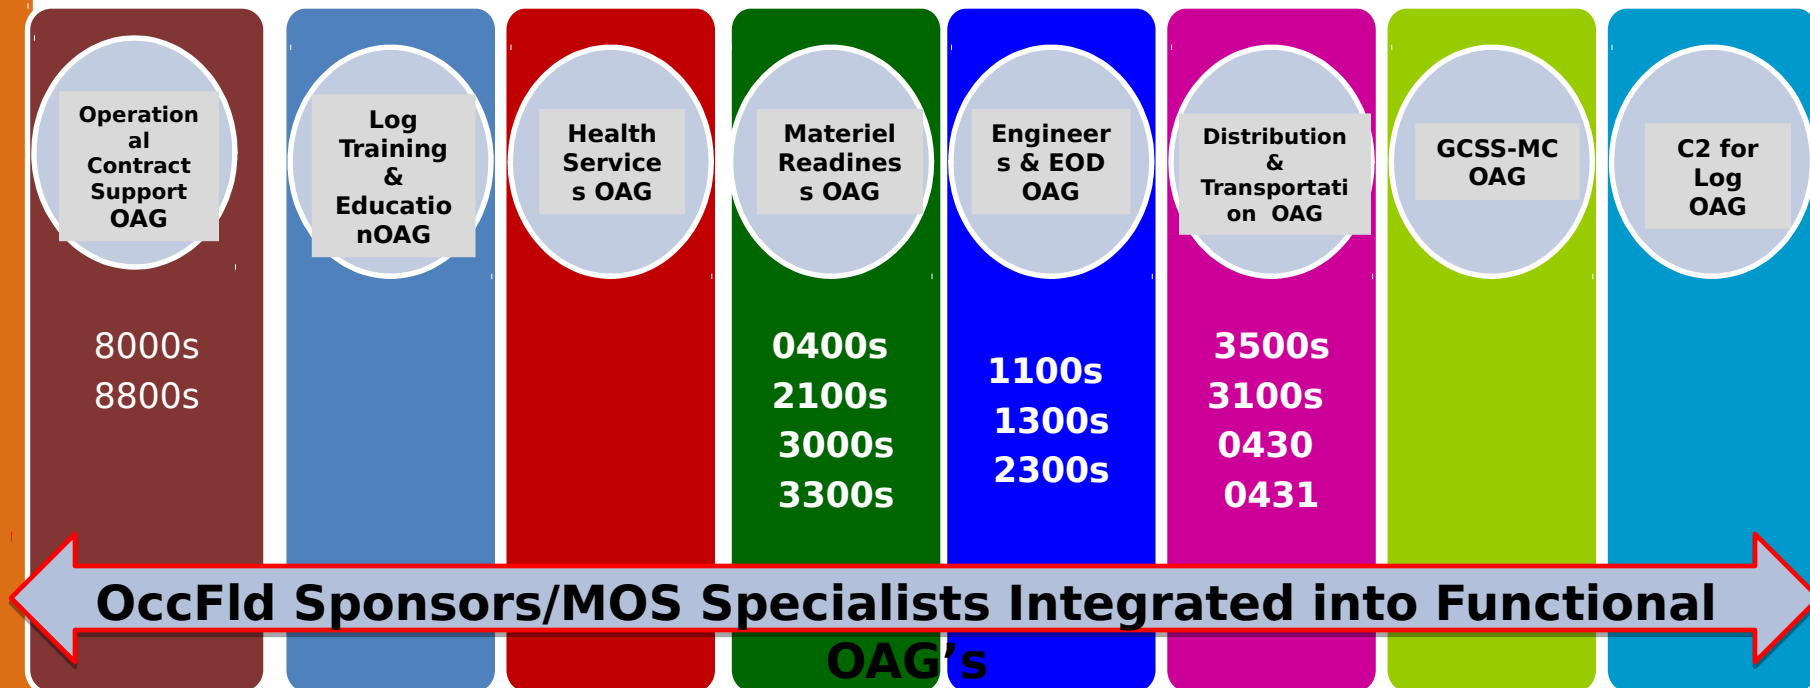 Operation
al
Contract
Support
OAG
Log
Training
&
Educatio
nOAG
Health
Service
s OAG
Materiel
Readines
s OAG
Engineer
s & EOD
OAG
Distribution
&
Transportati
on OAG
GCSS-MC
OAG
C2 for
Log
OAG
8000s
8800s
0400s
2100s
3000s
3300s
1100s
1300s
2300s
3500s
3100s
0430
0431
OccFld Sponsors/MOS Specialists Integrated into Functional
OAG’s